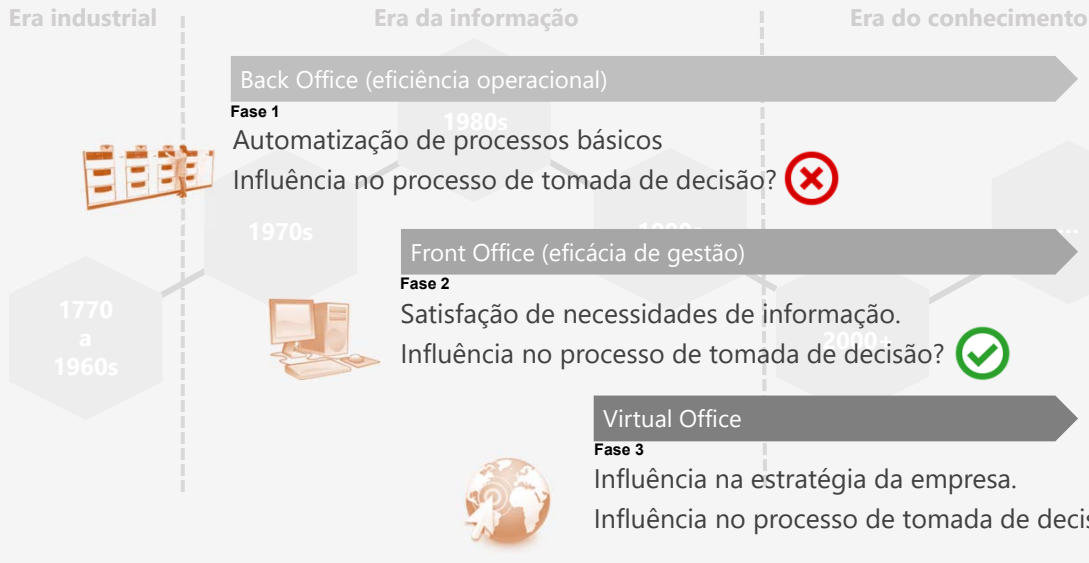 Era industrial
Era da informação
Era do conhecimento
Back Office (eficiência operacional)
Fase 1
1980s
Automatização de processos básicos
Influência no processo de tomada de decisão?
1970s
Front Office (eficácia de gestão)
Fase 2
1770
a
1960s
Satisfação de necessidades de informação.
2000+
Influência no processo de tomada de decisão?
Virtual Office
Fase 3
Influência na estratégia da empresa.
Influência no processo de tomada de